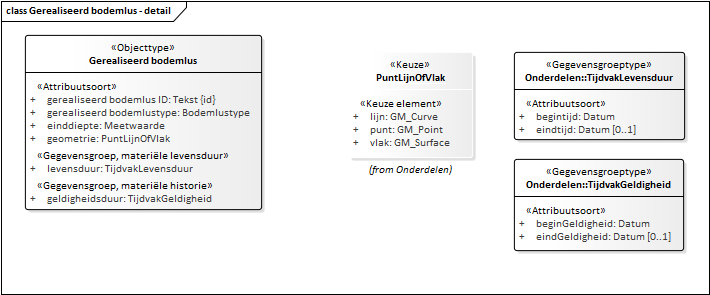 class Gerealiseerd bodemlus - detail
«Objecttype»
Gerealiseerd bodemlus
«Attribuutsoort»
+ gerealiseerd bodemlus ID: Tekst {id}
+ gerealiseerd bodemlustype: Bodemlustype
+ einddiepte: Meetwaarde
+ geometrie: PuntLijnOfVlak
«Gegevensgroep, materiële levensduur»
+ levensduur: TijdvakLevensduur
«Gegevensgroep, materiële historie»
+ geldigheidsduur: TijdvakGeldigheid
«Keuze»
PuntLijnOfVlak
«Keuze element»
+ lijn: GM_Curve
+ punt: GM_Point
+ vlak: GM_Surface
(from Onderdelen)
«Gegevensgroeptype»
Onderdelen::TijdvakLevensduur
«Attribuutsoort»
+ begintijd: Datum
+ eindtijd: Datum [0..1]
«Gegevensgroeptype»
Onderdelen::TijdvakGeldigheid
«Attribuutsoort»
+ beginGeldigheid: Datum
+ eindGeldigheid: Datum [0..1]